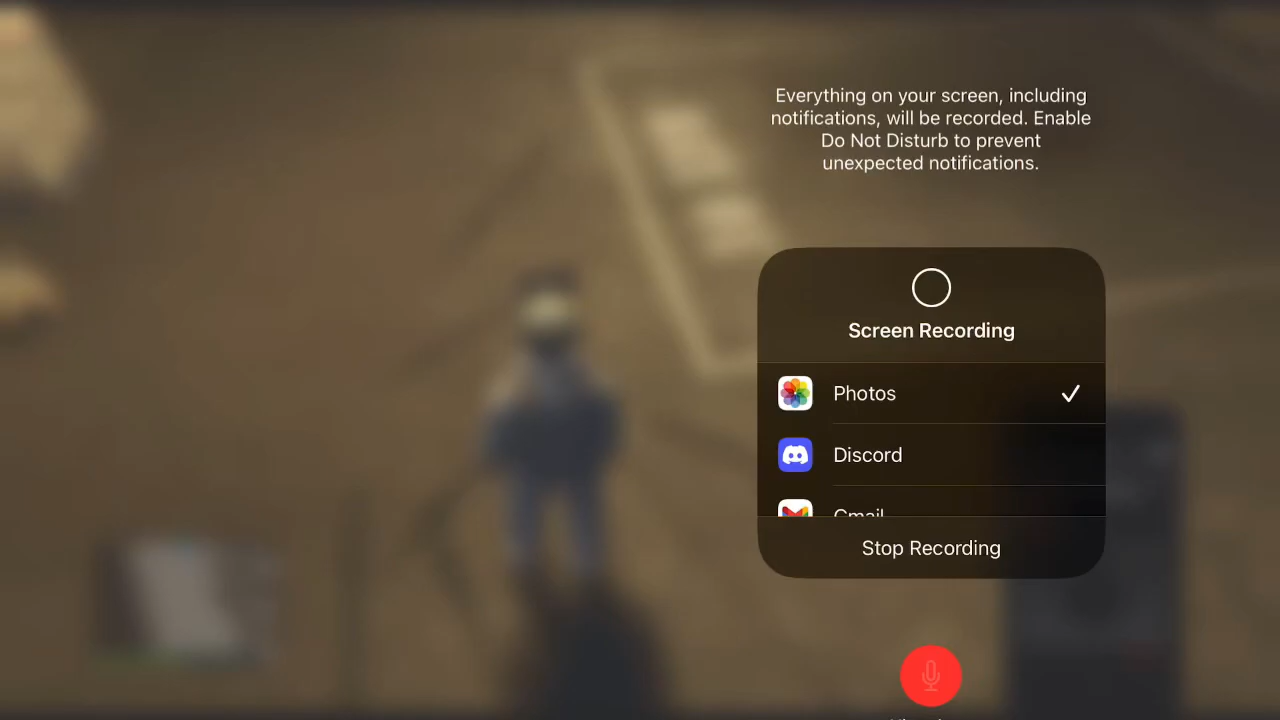 Everything on your screen, including
notifications, will be recorded. Enable
Do Not Disturb to prevent
unexpected notifications.
Screen Recording
Photos
Discord
Gmail
Stop Recording